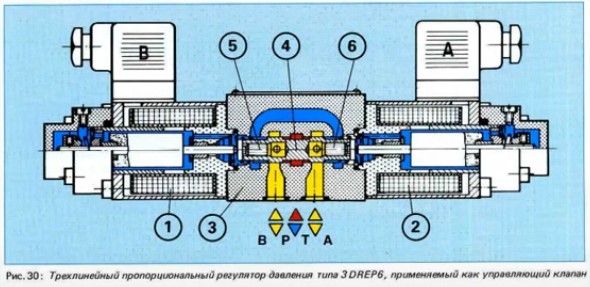 B
A
5 4 6
1 3 2
B P T A
Рис. 30: Трехлинейный пропорциональный регулятор давления типа 3DREP6, применяемый как управляющий клапан